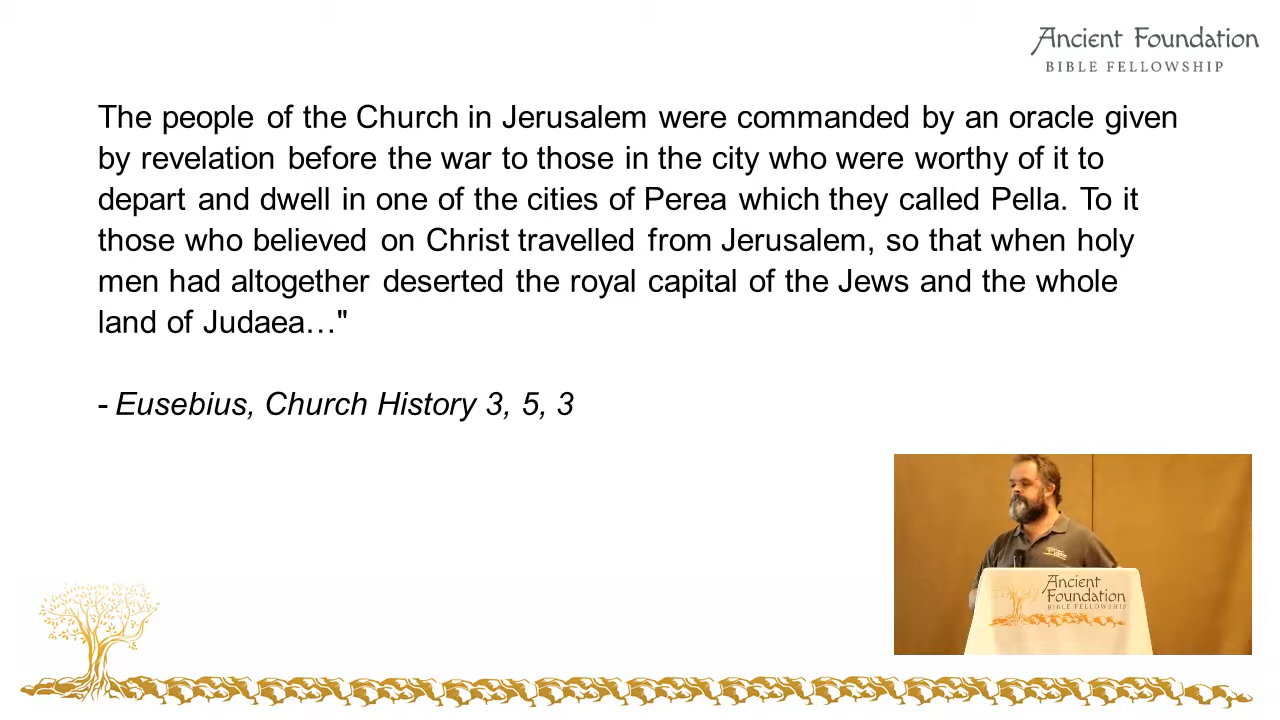 Ancient Foundation
BIBLE FELLOWSHIP
The people of the Church in Jerusalem were commanded by an oracle given
by revelation before the war to those in the city who were worthy of it to
depart and dwell in one of the cities of Perea which they called Pella. To it
those who believed on Christ travelled from Jerusalem, so that when holy
men had altogether deserted the royal capital of the Jews and the whole
land of Judaea…"
- Eusebius, Church History 3, 5, 3
Ancient
Foundation
BIBLE FELLOWSHIP